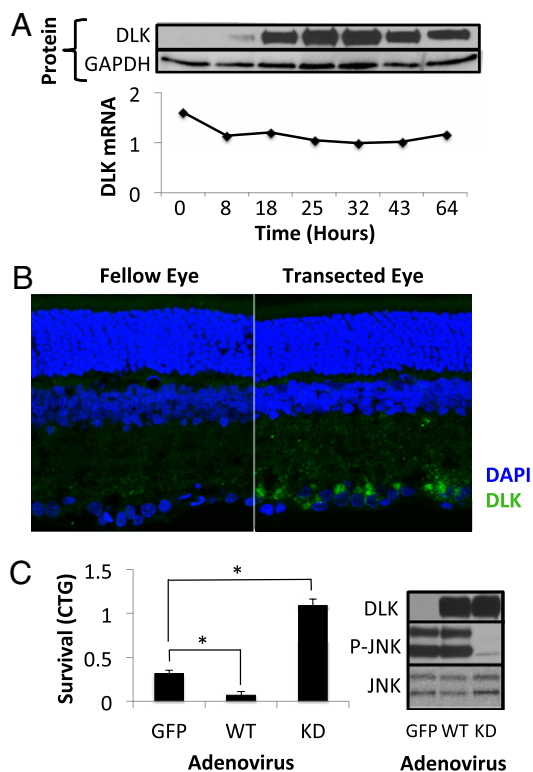 A
Protein
DLK
GAPDH
DLK mRNA
2
1
0
0 8 18 25 32 43 64
Time (Hours)
B
Fellow Eye Transected Eye
DAPI
DLK
C
Survival (CTG)
1.5
1
0.5
0
* *
GFP WT KD
Adenovirus
DLK
P-JNK
JNK
GFP WT KD
Adenovirus